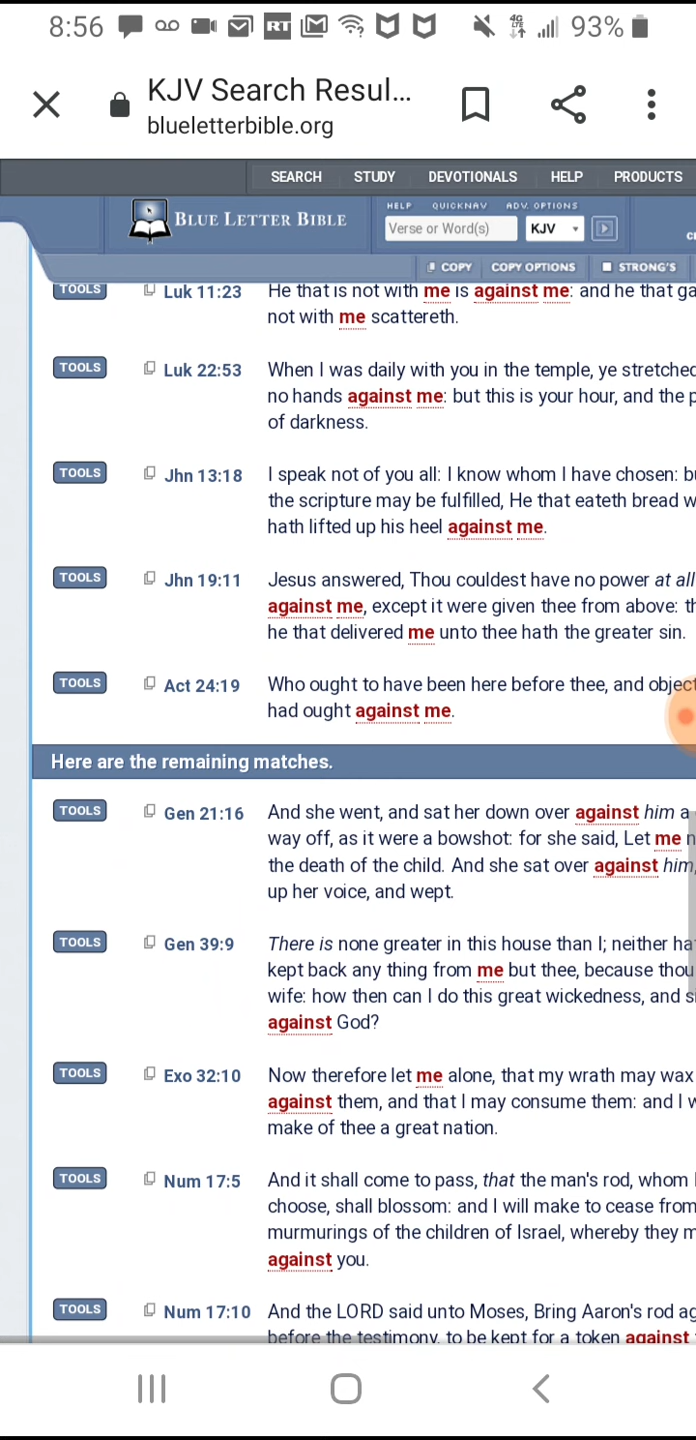 8:56 RT 4G LTE 93%
KJV Search Resul...
blueletterbible.org
SEARCH STUDY DEVOTIONALS HELP PRODUCTS
HELP QUICKNAV ADV. OPTIONS
BLUE LETTER BIBLE Verse or Word(s) KJV
COPY COPY OPTIONS STRONG'S
TOOLS Luk 11:23 He that is not with me is against me: and he that ga
not with me scattereth.
TOOLS Luk 22:53 When I was daily with you in the temple, ye stretched
no hands against me: but this is your hour, and the p
of darkness.
TOOLS Jhn 13:18 I speak not of you all: I know whom I have chosen: bu
the scripture may be fulfilled, He that eateth bread w
hath lifted up his heel against me.
TOOLS Jhn 19:11 Jesus answered, Thou couldest have no power at all
against me, except it were given thee from above: th
he that delivered me unto thee hath the greater sin.
TOOLS Act 24:19 Who ought to have been here before thee, and object
had ought against me.
Here are the remaining matches.
TOOLS Gen 21:16 And she went, and sat her down over against him a
way off, as it were a bowshot: for she said, Let me n
the death of the child. And she sat over against him,
up her voice, and wept.
TOOLS Gen 39:9 There is none greater in this house than I; neither ha
kept back any thing from me but thee, because thou
wife: how then can I do this great wickedness, and s
against God?
TOOLS Exo 32:10 Now therefore let me alone, that my wrath may wax
against them, and that I may consume them: and I w
make of thee a great nation.
TOOLS Num 17:5 And it shall come to pass, that the man's rod, whom I
choose, shall blossom: and I will make to cease from
murmurings of the children of Israel, whereby they m
against you.
TOOLS Num 17:10 And the LORD said unto Moses, Bring Aaron's rod ag
before the testimony, to be kept for a token against